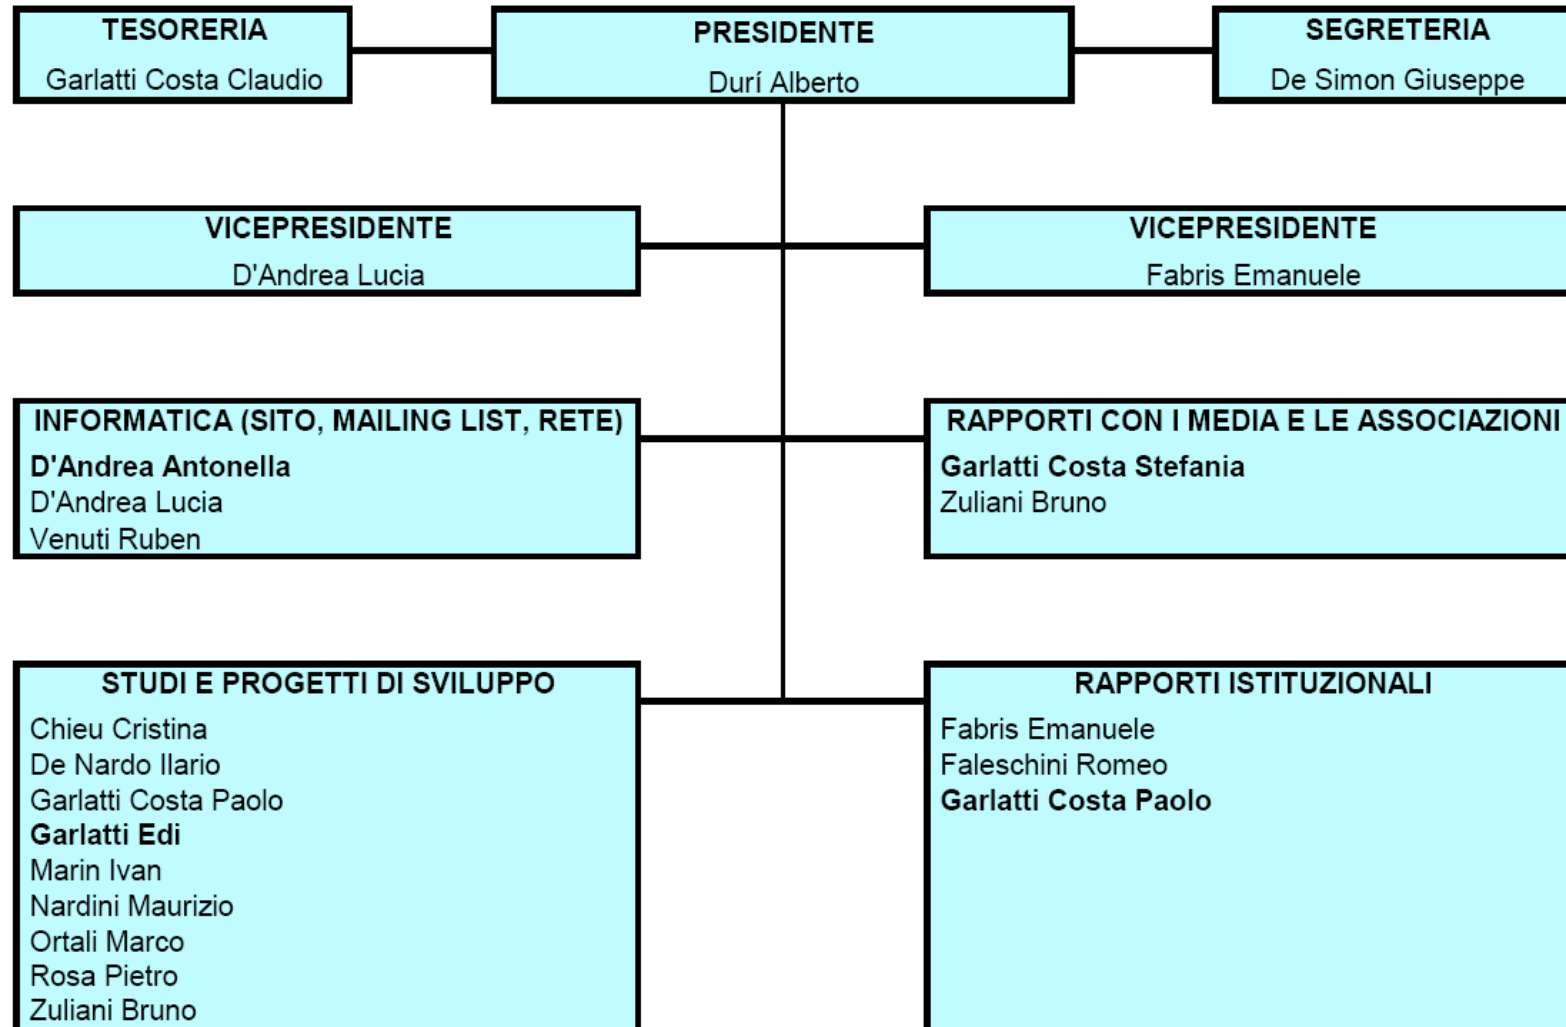 TESORERIA
Garlatti Costa Claudio
PRESIDENTE
Durí Alberto
SEGRETERIA
De Simon Giuseppe
VICEPRESIDENTE
D'Andrea Lucia
VICEPRESIDENTE
Fabris Emanuele
INFORMATICA (SITO, MAILING LIST, RETE)
D'Andrea Antonella
D'Andrea Lucia
Venuti Ruben
RAPPORTI CON I MEDIA E LE ASSOCIAZIONI
Garlatti Costa Stefania
Zuliani Bruno
STUDI E PROGETTI DI SVILUPPO
Chieu Cristina
De Nardo Ilario
Garlatti Costa Paolo
Garlatti Edi
Marin Ivan
Nardini Maurizio
Ortali Marco
Rosa Pietro
Zuliani Bruno
RAPPORTI ISTITUZIONALI
Fabris Emanuele
Faleschini Romeo
Garlatti Costa Paolo